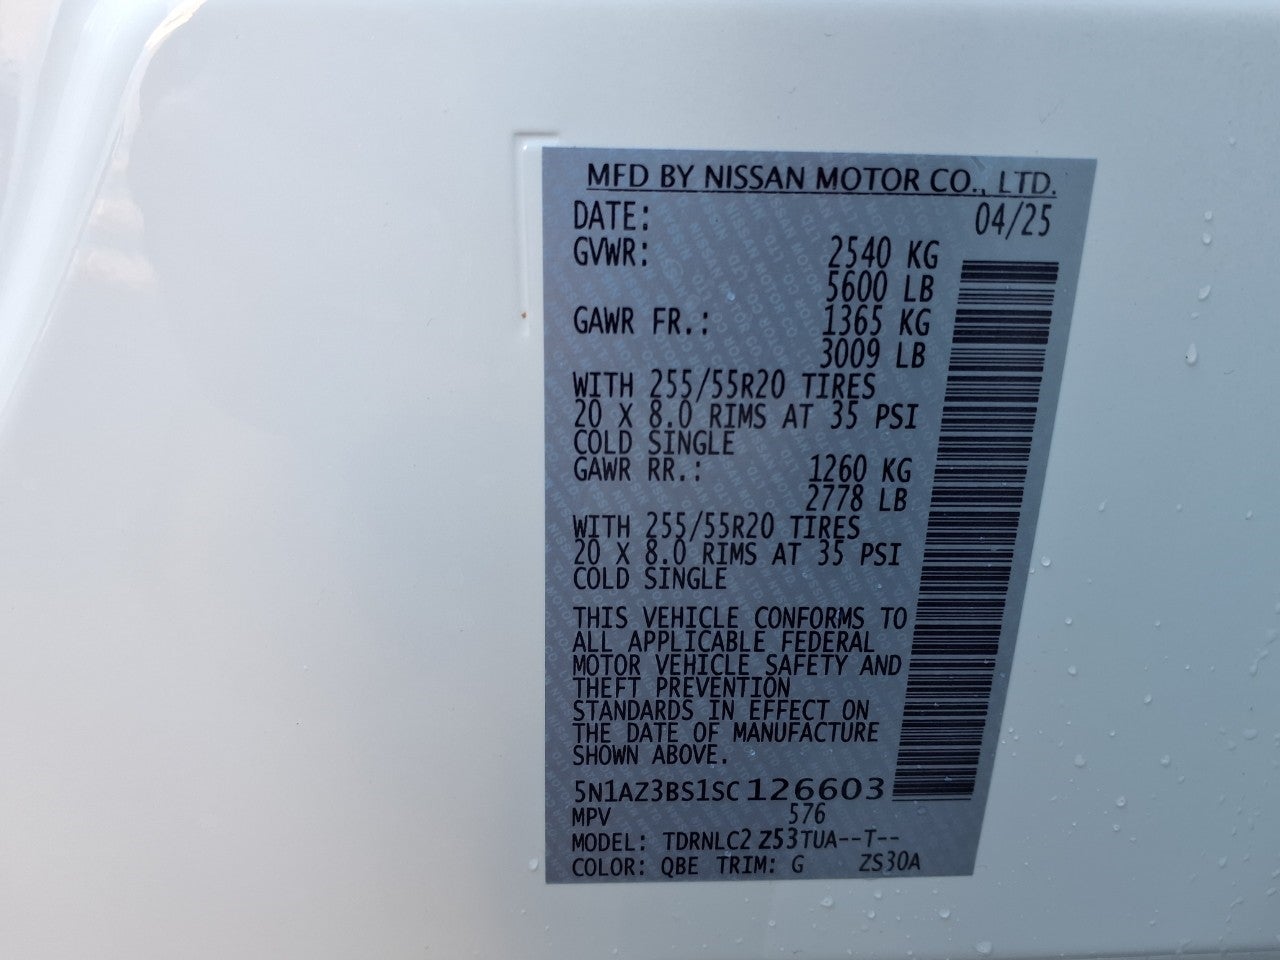 MFD BY NISSAN MOTOR CO., LTD.
DATE: 04/25
GVWR: 2540 KG
5600 LB
GAWR FR.: 1365 KG
3009 LB
WITH 255/55R20 TIRES
20 X 8.0 RIMS AT 35 PSI
COLD SINGLE
GAWR RR.: 1260 KG
2778 LB
WITH 255/55R20 TIRES
20 X 8.0 RIMS AT 35 PSI
COLD SINGLE
THIS VEHICLE CONFORMS TO
ALL APPLICABLE FEDERAL
MOTOR VEHICLE SAFETY AND
THEFT PREVENTION
STANDARDS IN EFFECT ON
THE DATE OF MANUFACTURE
SHOWN ABOVE.
5N1AZ3BS1SC126603
MPV 576
MODEL: TDRNLC2 Z53TUA--T--
COLOR: QBE TRIM: G ZS30A